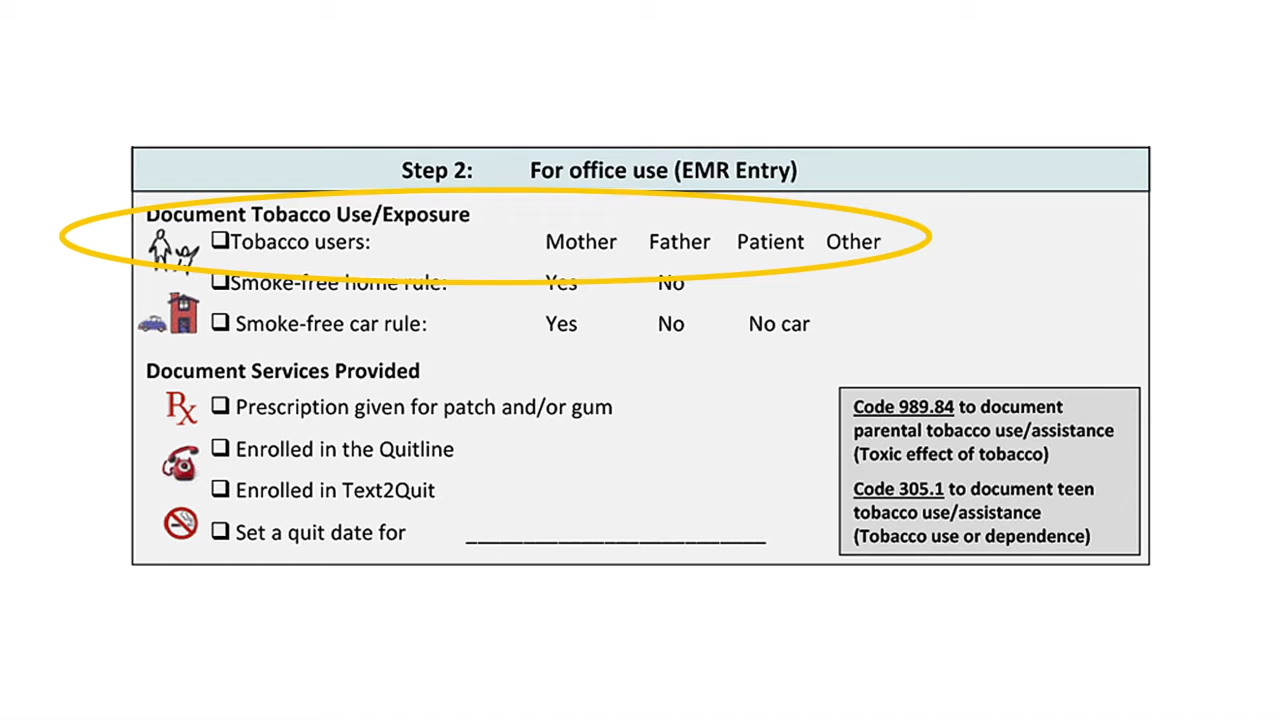 Step 2: For office use (EMR Entry)
Document Tobacco Use/Exposure
❑Tobacco users: Mother Father Patient Other
❑Smoke-free home rule: Yes No
❑ Smoke-free car rule: Yes No No car
Document Services Provided
Rx ❑ Prescription given for patch and/or gum
❑ Enrolled in the Quitline
❑ Enrolled in Text2Quit
❑ Set a quit date for __________________________
Code 989.84 to document
parental tobacco use/assistance
(Toxic effect of tobacco)
Code 305.1 to document teen
tobacco use/assistance
(Tobacco use or dependence)